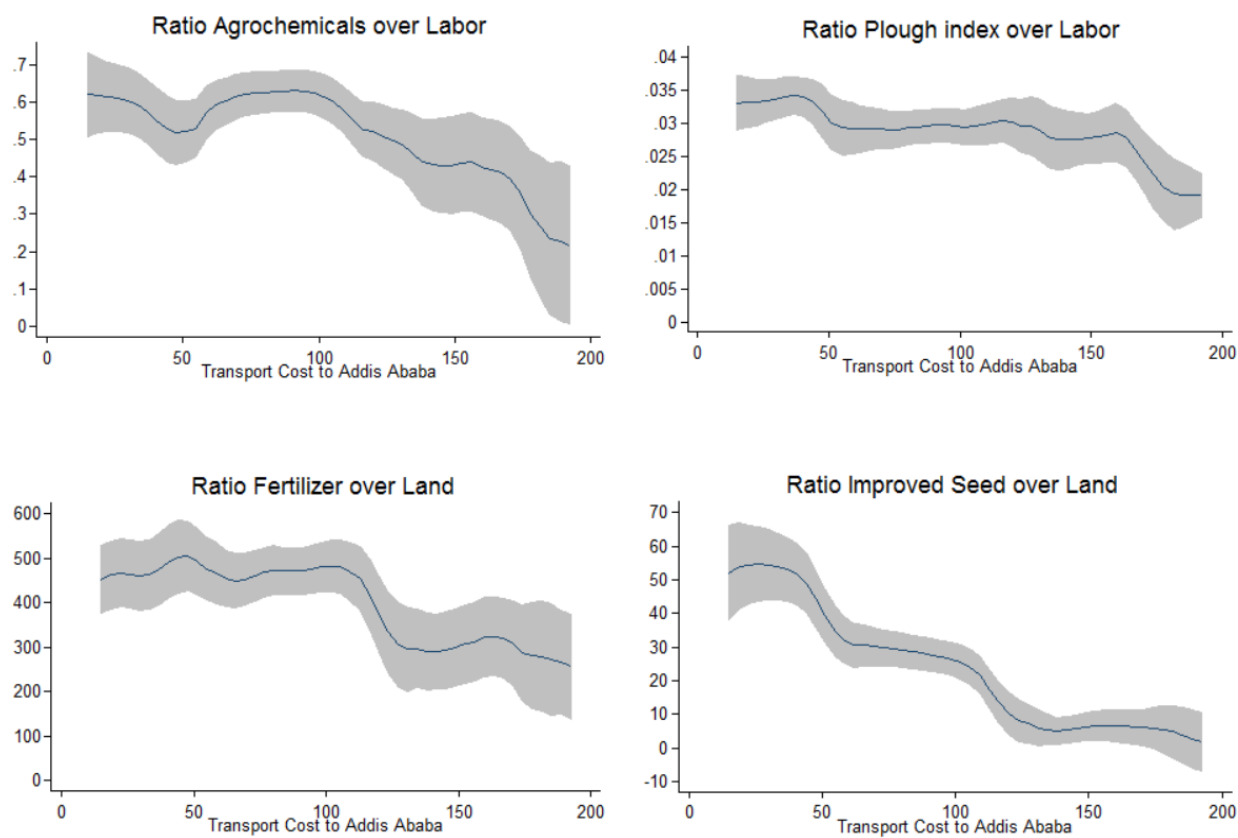 Ratio Agrochemicals over Labor
.7
.6
.5
.4
.3
.2
.1
0
0 50 100 150 200
Transport Cost to Addis Ababa
Ratio Plough index over Labor
.04
.035
.03
.025
.02
.015
.01
.005
0
0 50 100 150 200
Transport Cost to Addis Ababa
Ratio Fertilizer over Land
600
500
400
300
200
100
0
0 50 100 150 200
Transport Cost to Addis Ababa
Ratio Improved Seed over Land
70
60
50
40
30
20
10
0
-10
0 50 100 150 200
Transport Cost to Addis Ababa